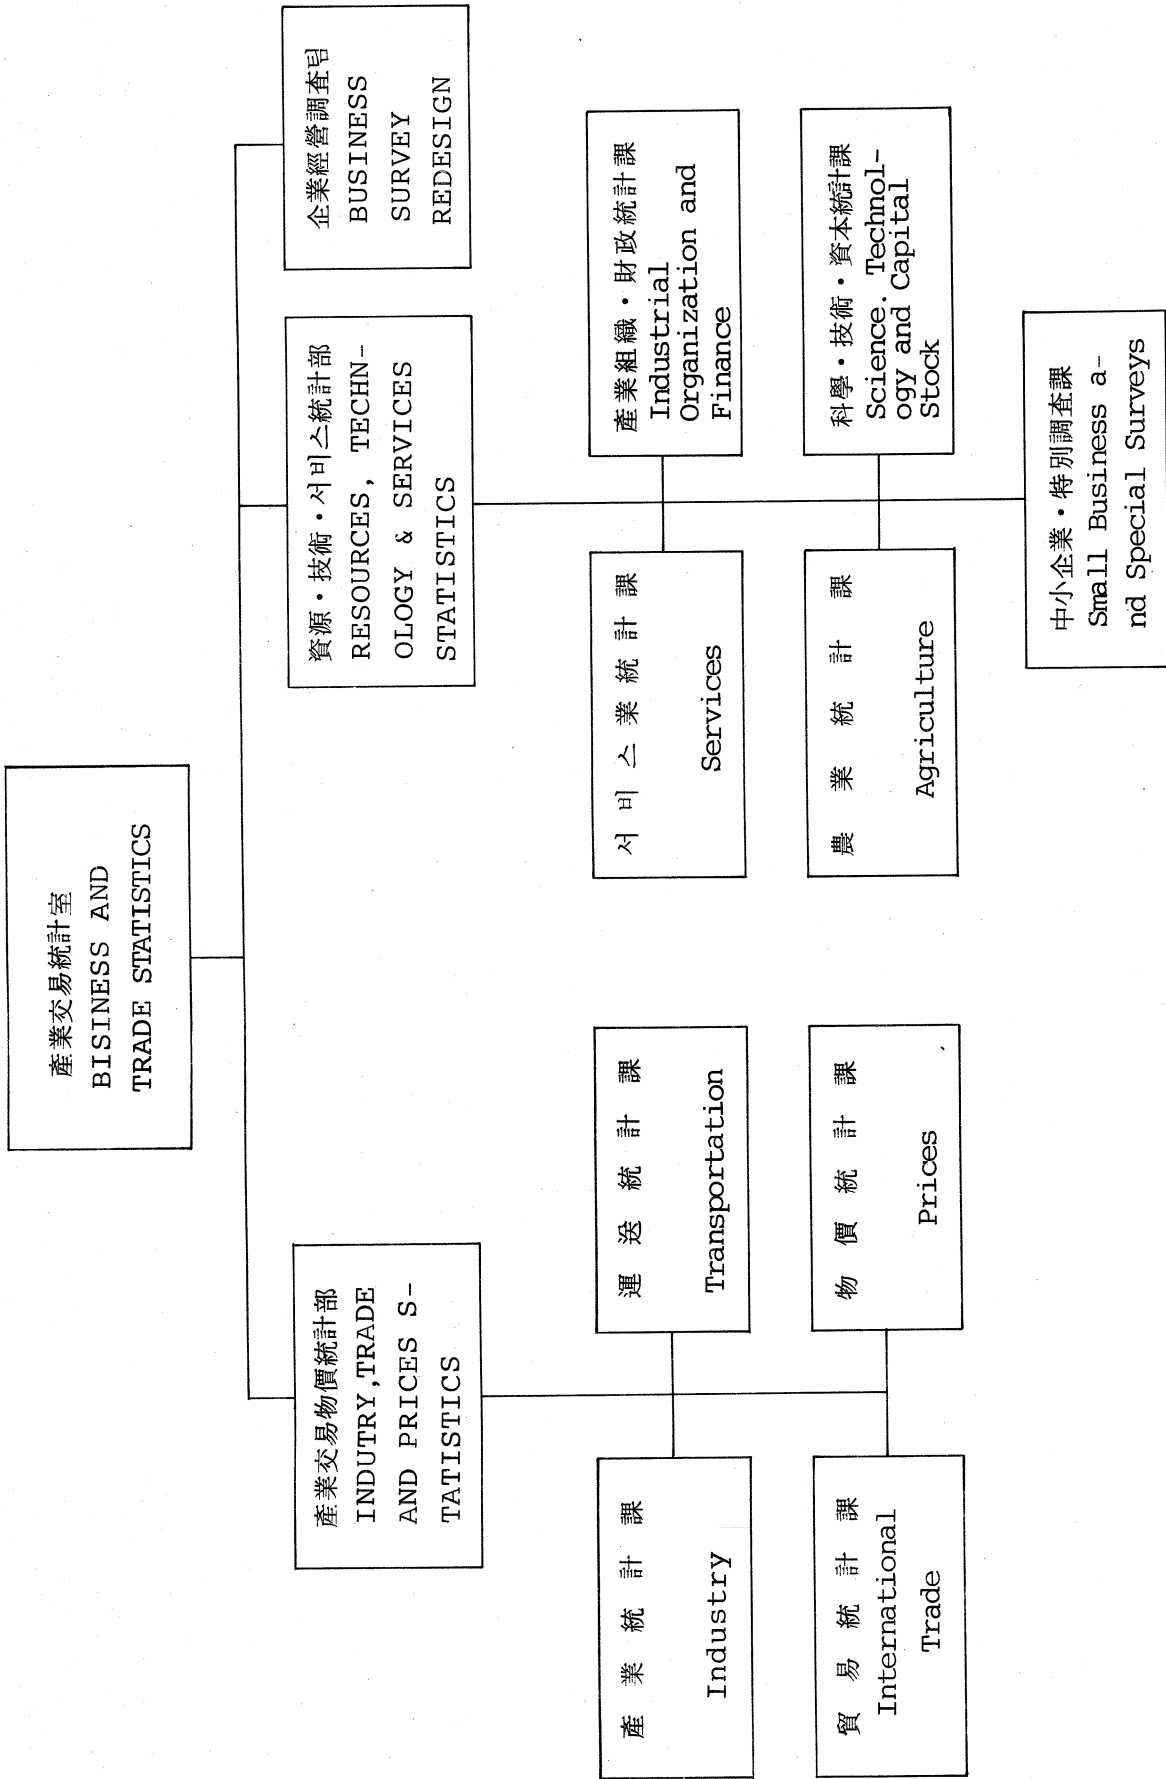 產業交易統計室
BISINESS AND
TRADE STATISTICS
產業交易物價統計部
INDUTRY,TRADE
AND PRICES S-
TATISTICS
資源・技術・서비스統計部
RESOURCES, TECHN-
OLOGY & SERVICES
STATISTICS
企業經營調査팀
BUSINESS
SURVEY
REDESIGN
產業統計課
Industry
運送統計課
Transportation
貿易統計課
International
Trade
物價統計課
Prices
서비스業統計課
Services
產業組織・財政統計課
Industrial
Organization and
Finance
農業統計課
Agriculture
科學・技術・資本統計課
Science. Technol-
ogy and Capital
Stock
中小企業・特別調査課
Small Business a-
nd Special Surveys